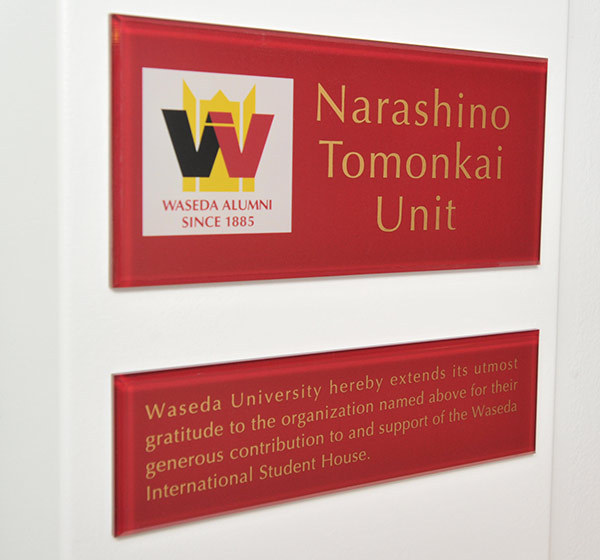 Narashino
Tomonkai
Unit
W
WASEDA ALUMNI
SINCE 1885
Waseda University hereby extends its utmost
gratitude to the organization named above for their
generous contribution to and support of the Waseda
International Student House.